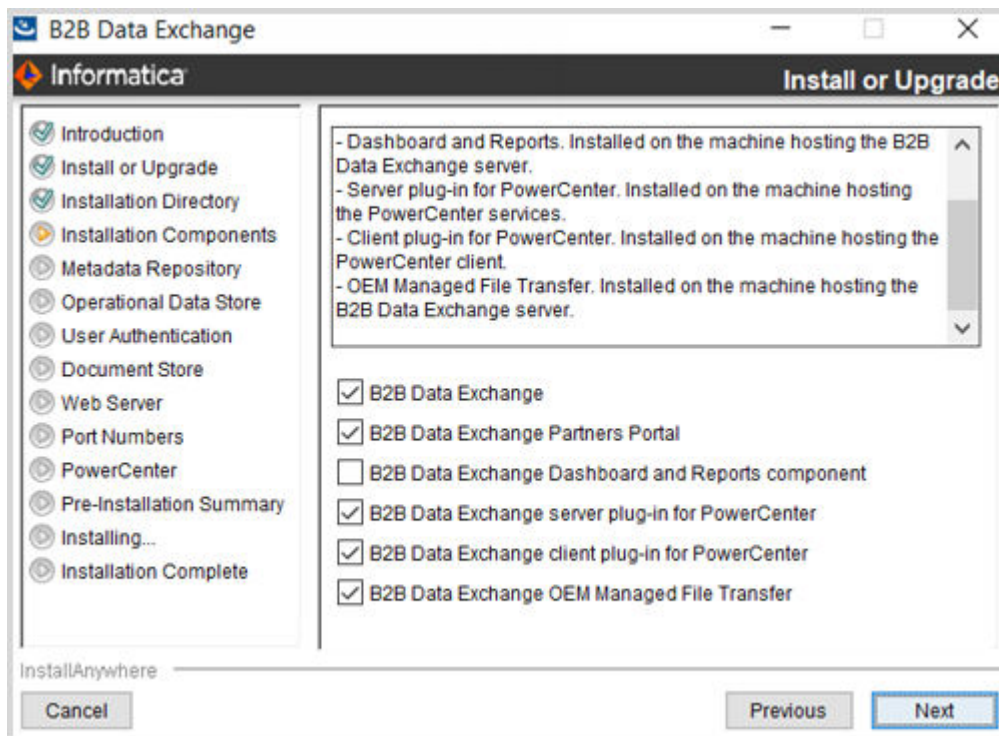 B2B Data Exchange
Informatica
Install or Upgrade
Introduction
Install or Upgrade
Installation Directory
Installation Components
Metadata Repository
Operational Data Store
User Authentication
Document Store
Web Server
Port Numbers
PowerCenter
Pre-Installation Summary
Installing...
Installation Complete
- Dashboard and Reports. Installed on the machine hosting the B2B
Data Exchange server.
- Server plug-in for PowerCenter. Installed on the machine hosting
the PowerCenter services.
- Client plug-in for PowerCenter. Installed on the machine hosting the
PowerCenter client.
- OEM Managed File Transfer. Installed on the machine hosting the
B2B Data Exchange server.
B2B Data Exchange
B2B Data Exchange Partners Portal
B2B Data Exchange Dashboard and Reports component
B2B Data Exchange server plug-in for PowerCenter
B2B Data Exchange client plug-in for PowerCenter
B2B Data Exchange OEM Managed File Transfer
InstallAnywhere
Cancel
Previous
Next